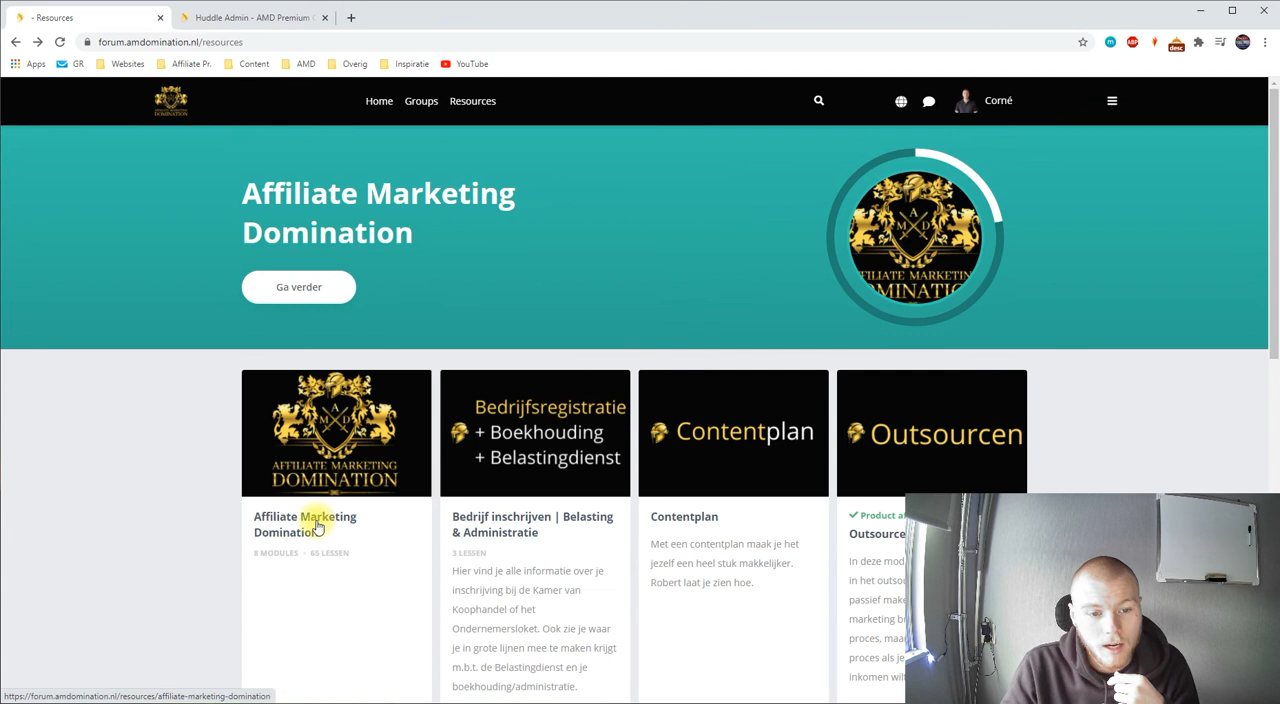 - Resources
Huddle Admin - AMD Premium
forum.amdomination.nl/resources
ABP
desc
Apps
GR
Websites
Affiliate Pr.
Content
AMD
Overig
Inspiratie
YouTube
Home
Groups
Resources
Corné
Affiliate Marketing
Domination
Ga verder
A
M D
AFFILIATE MARKETING
DOMINATION
A
M D
AFFILIATE MARKETING
DOMINATION
Bedrijfsregistratie
+ Boekhouding
+ Belastingdienst
Contentplan
Outsourcen
Affiliate Marketing
Domination
8 MODULES • 65 LESSEN
Bedrijf inschrijven | Belasting
& Administratie
3 LESSEN
Hier vind je alle informatie over je
inschrijving bij de Kamer van
Koophandel of het
Ondernemersloket. Ook zie je waar
je in grote lijnen mee te maken krijgt
m.b.t. de Belastingdienst en je
boekhouding/administratie.
Contentplan
Met een contentplan maak je het
jezelf een heel stuk makkelijker.
Robert laat je zien hoe.
Product a
Outsource
In deze mod
in het outsou
passief make
marketing b
proces, maar
proces als je
inkomen wilt
https://forum.amdomination.nl/resources/affiliate-marketing-domination